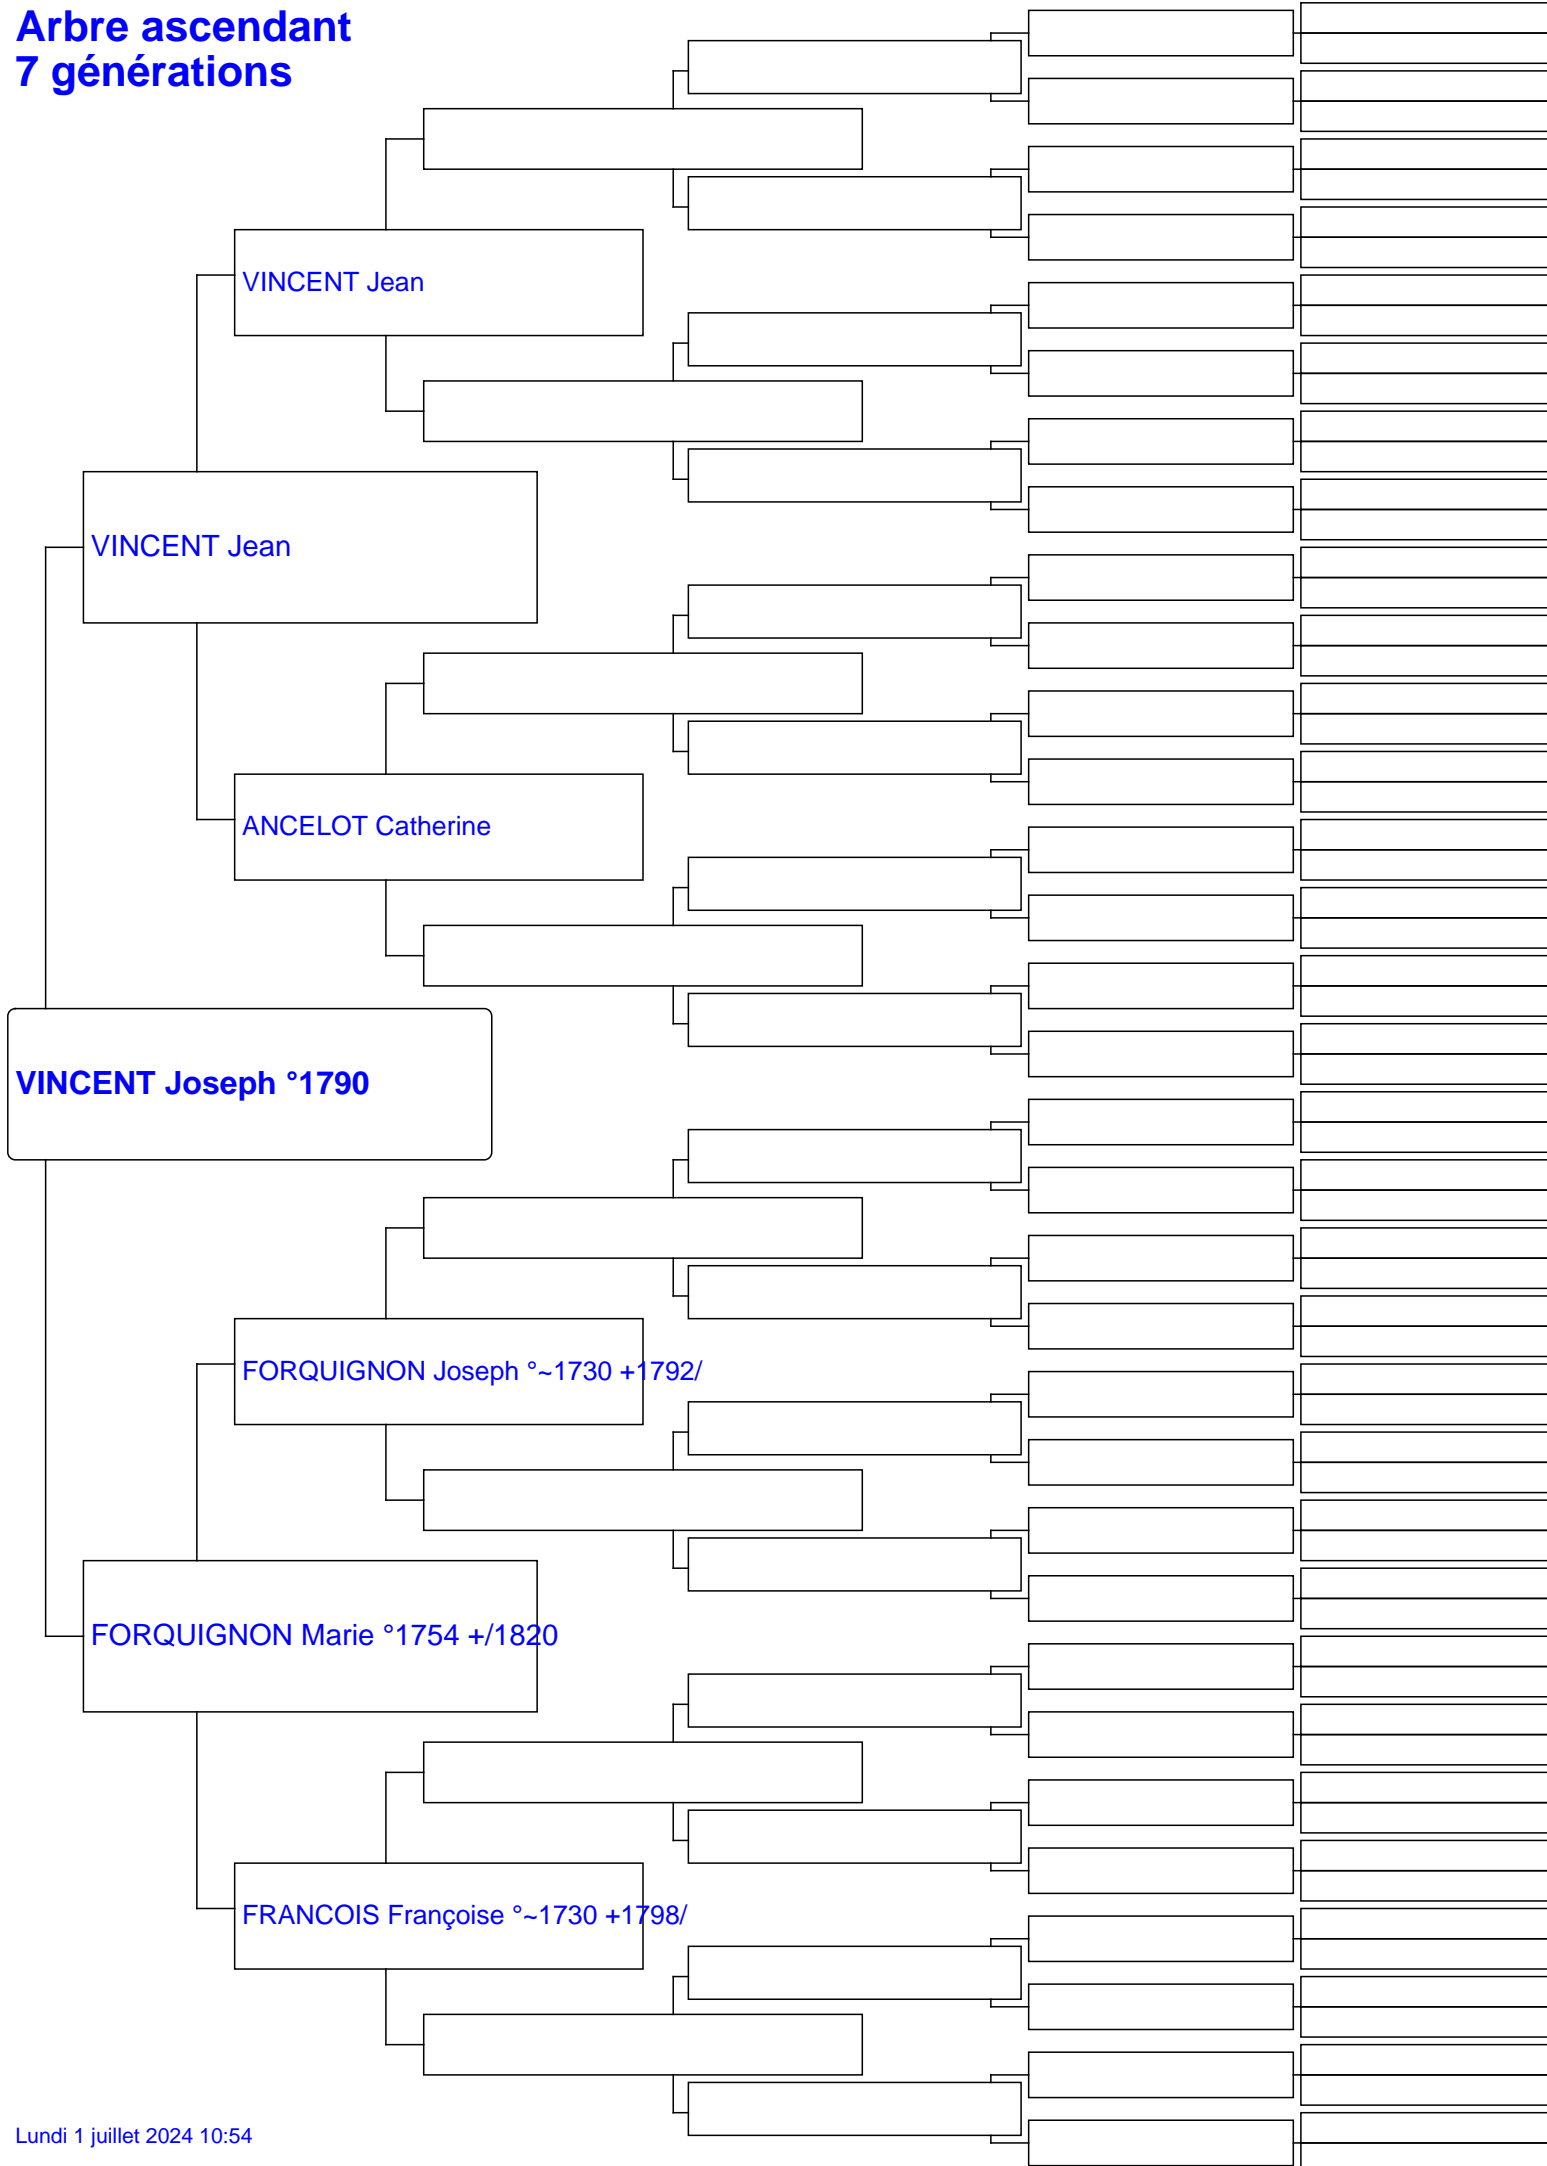 Arbre ascendant
7 générations
VINCENT Jean
VINCENT Jean
ANCELOT Catherine
VINCENT Joseph °1790
FORQUIGNON Joseph °~1730 +1792/
FORQUIGNON Marie °1754 +/1820
FRANCOIS Françoise °~1730 +1798/
Lundi 1 juillet 2024 10:54